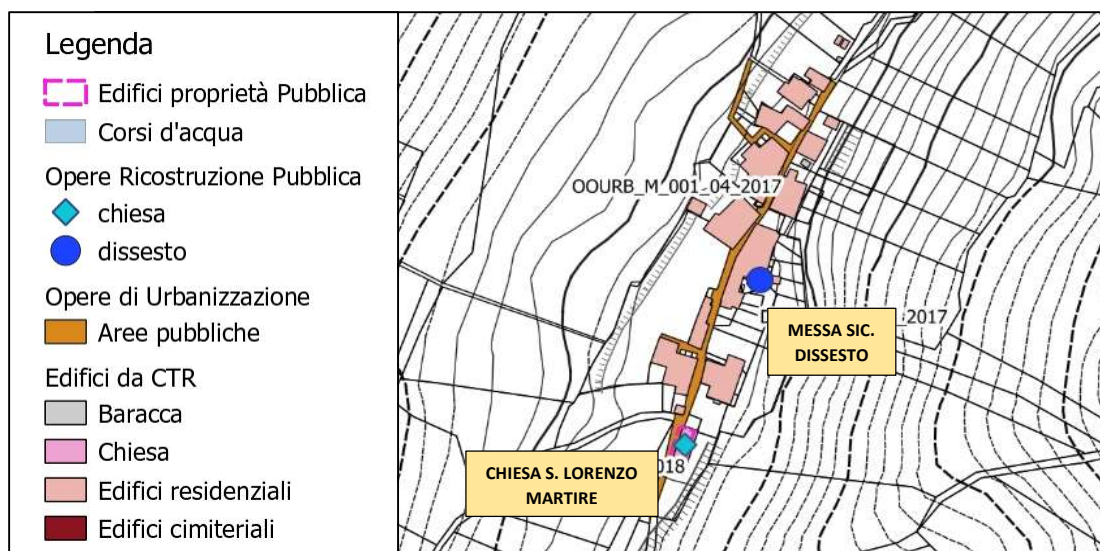 Legenda
Edifici proprietà Pubblica
Corsi d'acqua
Opere Ricostruzione Pubblica
chiesa
dissesto
Opere di Urbanizzazione
Aree pubbliche
Edifici da CTR
Baracca
Chiesa
Edifici residenziali
Edifici cimiteriali
OOURB_M_001_04_2017
_2017
MESSA SIC.
DISSESTO
CHIESA S. LORENZO
MARTIRE
018